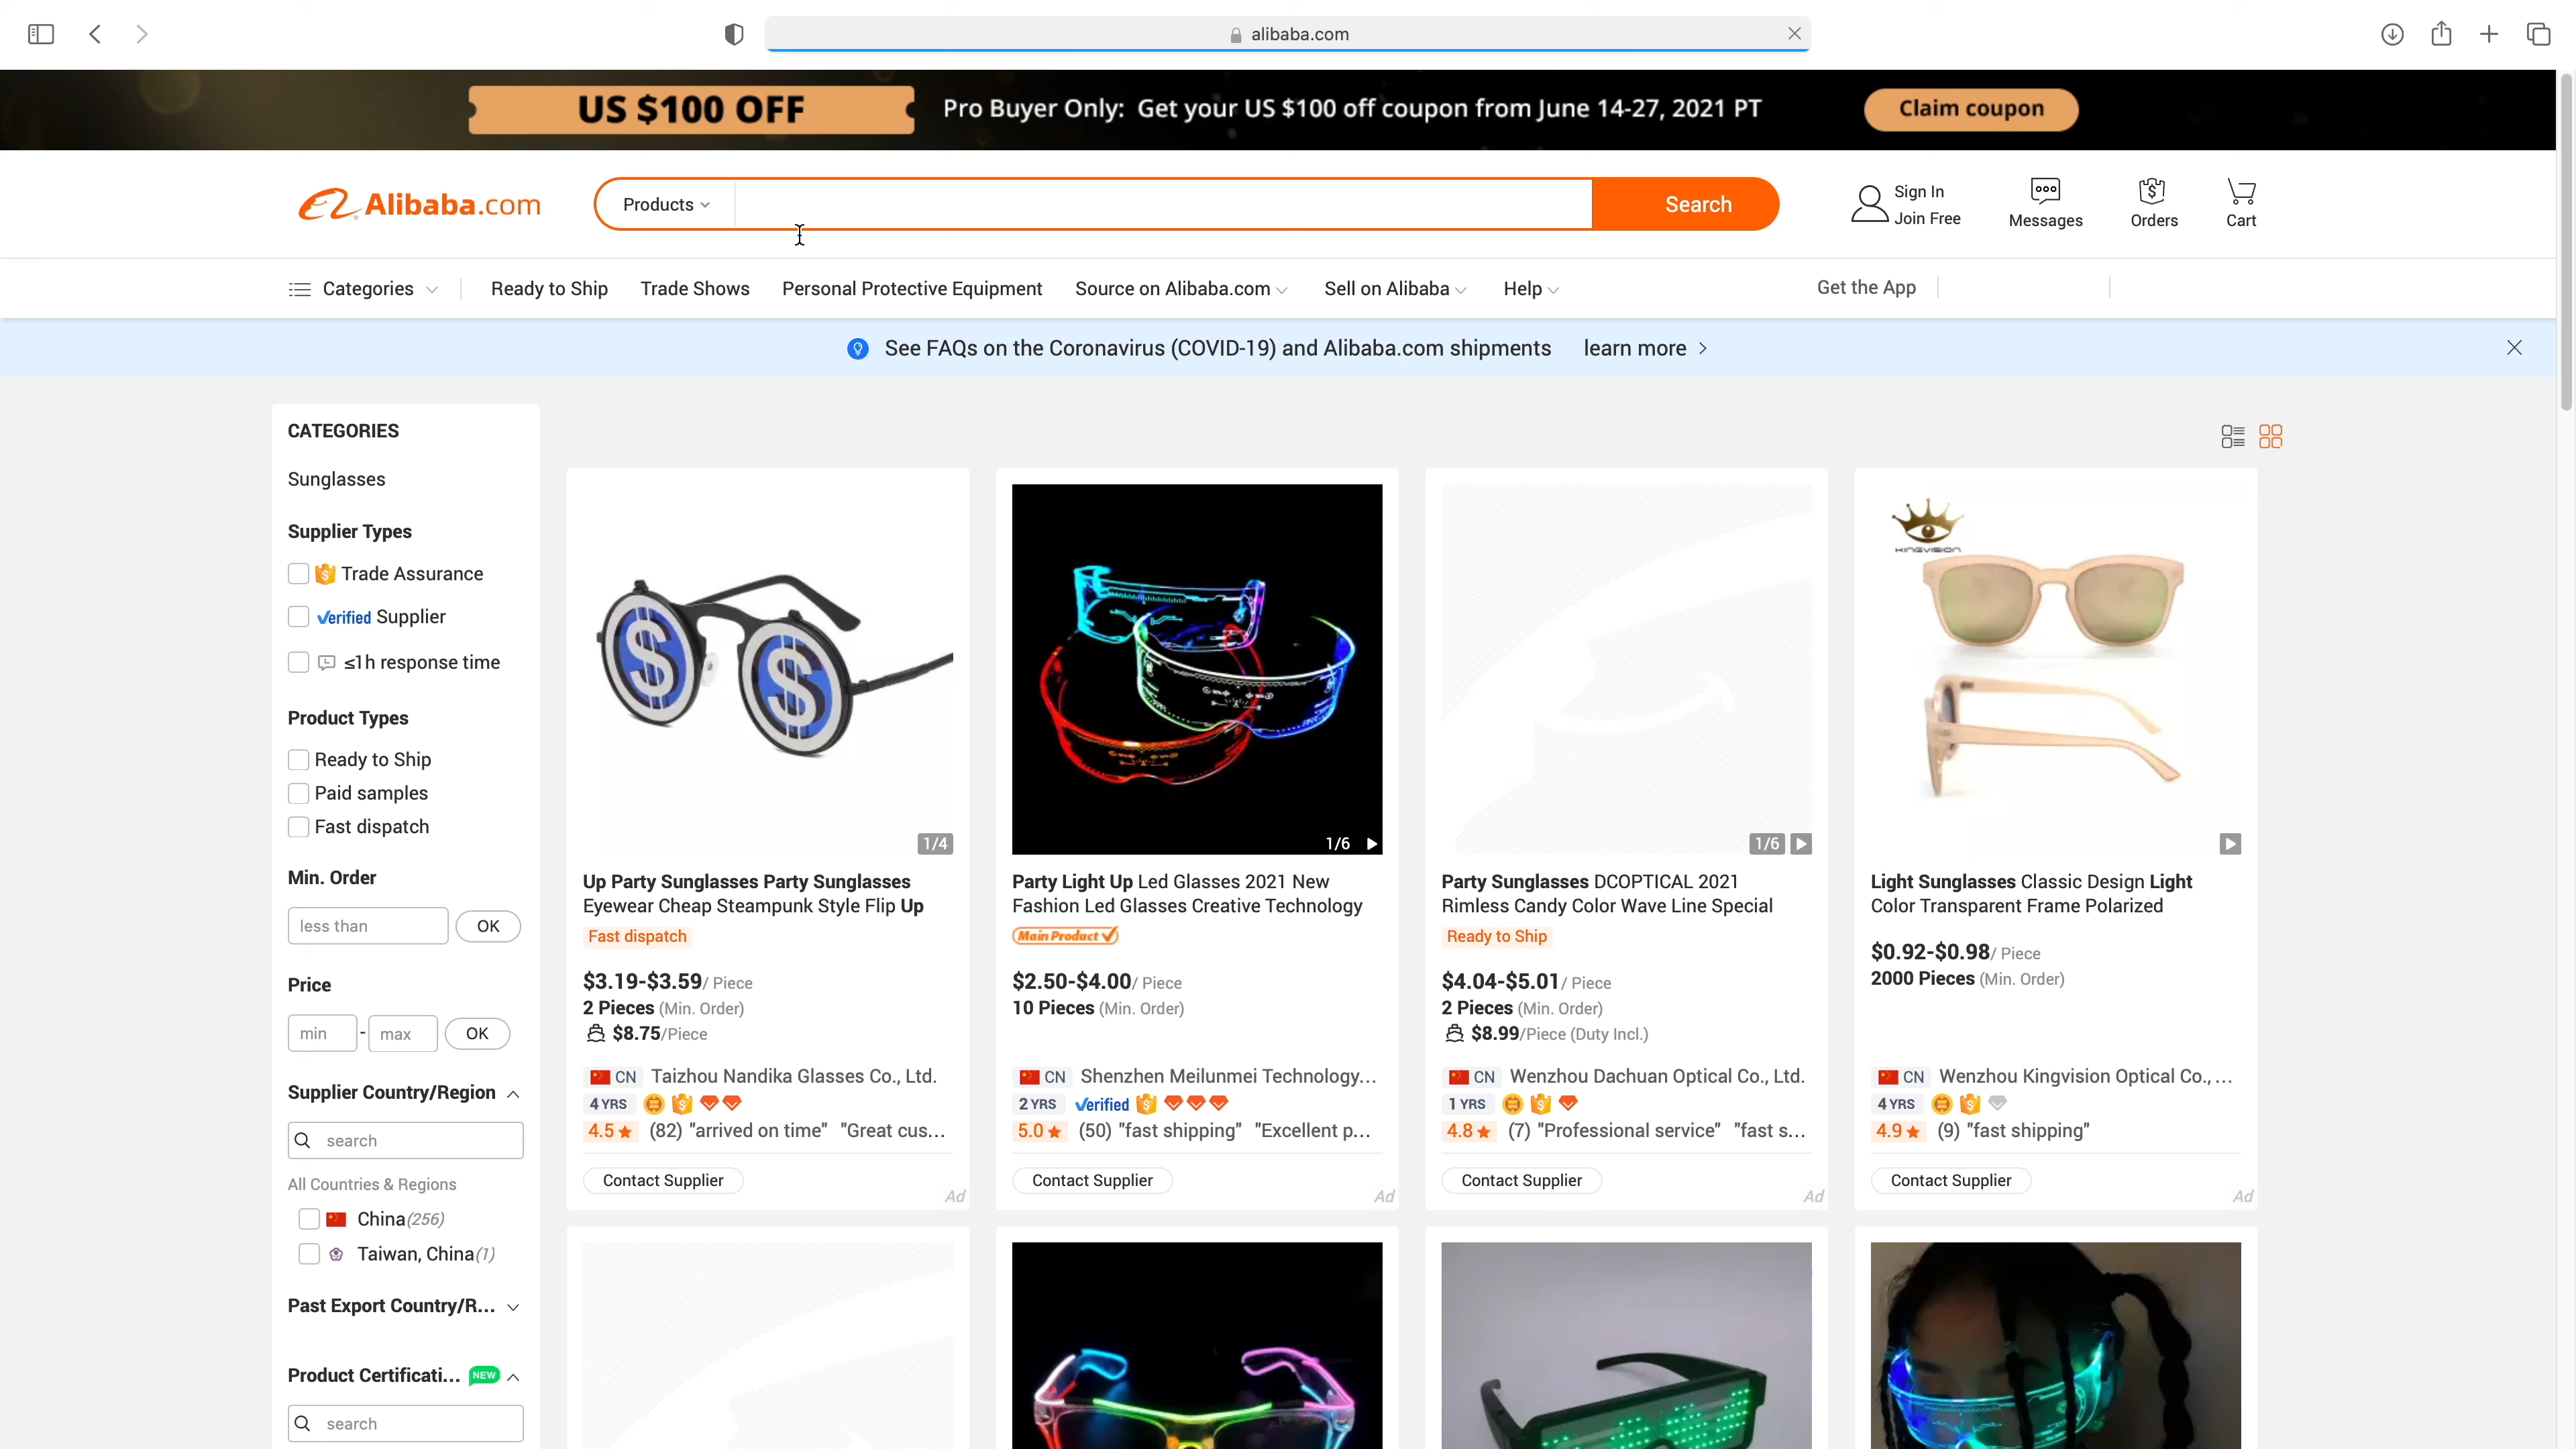 alibaba.com
US $100 OFF
Pro Buyer Only: Get your US $100 off coupon from June 14-27, 2021 PT
Claim coupon
Alibaba.com
Products
Search
Sign In
Join Free
Messages
Orders
Cart
Categories
Ready to Ship
Trade Shows
Personal Protective Equipment
Source on Alibaba.com
Sell on Alibaba
Help
Get the App
See FAQs on the Coronavirus (COVID-19) and Alibaba.com shipments learn more
CATEGORIES
Sunglasses
Supplier Types
Trade Assurance
Verified Supplier
≤1h response time
Product Types
Ready to Ship
Paid samples
Fast dispatch
Min. Order
less than
OK
Price
min - max OK
Supplier Country/Region
search
All Countries & Regions
China(256)
Taiwan, China(1)
Past Export Country/R...
Product Certificati... NEW
search
1/4
Up Party Sunglasses Party Sunglasses
Eyewear Cheap Steampunk Style Flip Up
Fast dispatch
$3.19-$3.59/ Piece
2 Pieces (Min. Order)
$8.75/Piece
CN Taizhou Nandika Glasses Co., Ltd.
4 YRS
4.5 (82) "arrived on time" "Great cus...
Contact Supplier
Ad
1/6
Party Light Up Led Glasses 2021 New
Fashion Led Glasses Creative Technology
Main Product
$2.50-$4.00/ Piece
10 Pieces (Min. Order)
CN Shenzhen Meilunmei Technology...
2 YRS Verified
5.0 (50) "fast shipping" "Excellent p...
Contact Supplier
Ad
1/6
Party Sunglasses DCOPTICAL 2021
Rimless Candy Color Wave Line Special
Ready to Ship
$4.04-$5.01/ Piece
2 Pieces (Min. Order)
$8.99/Piece (Duty Incl.)
CN Wenzhou Dachuan Optical Co., Ltd.
1 YRS
4.8 (7) "Professional service" "fast s...
Contact Supplier
Ad
KINGVISION
Light Sunglasses Classic Design Light
Color Transparent Frame Polarized
$0.92-$0.98/ Piece
2000 Pieces (Min. Order)
CN Wenzhou Kingvision Optical Co., ...
4 YRS
4.9 (9) "fast shipping"
Contact Supplier
Ad